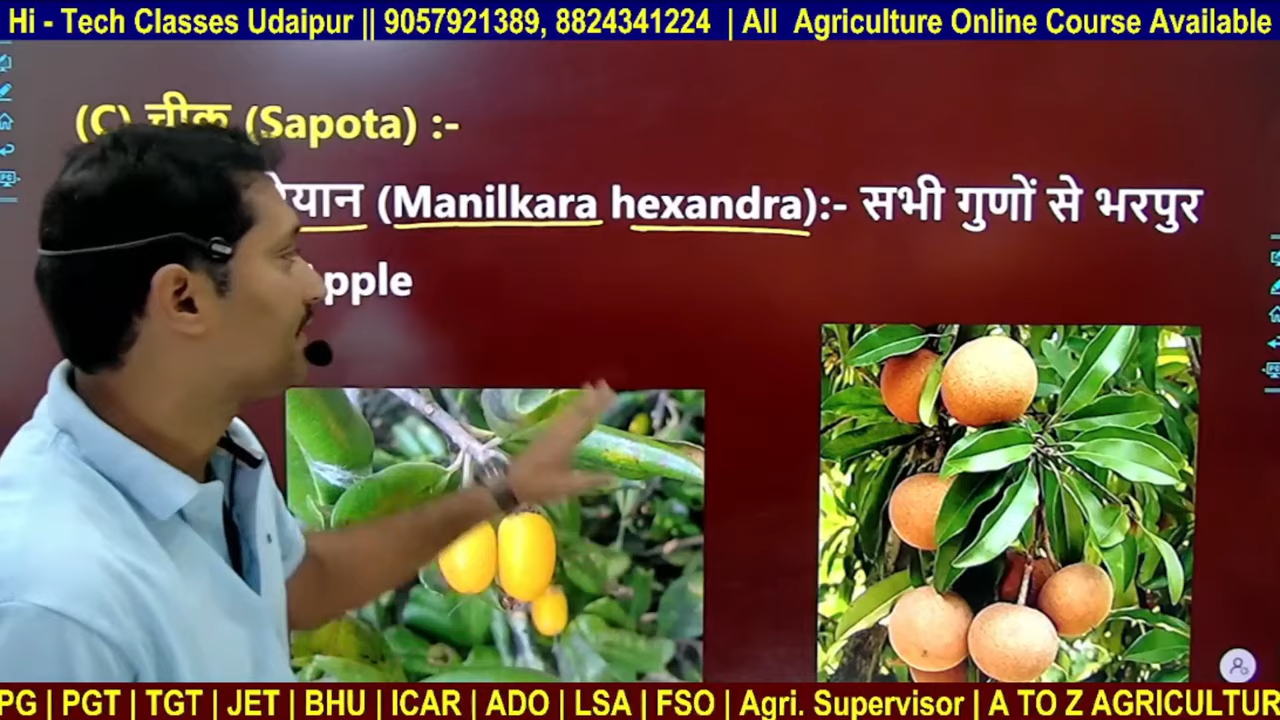 Hi - Tech Classes Udaipur || 9057921389, 8824341224 | All Agriculture Online Course Available
(C) चीकू (Sapota) :-
(Manilkara hexandra):- सभी गुणों से भरपुर
PG | PGT | TGT | JET | BHU | ICAR | ADO | LSA | FSO | Agri. Supervisor | A TO Z AGRICULTUR